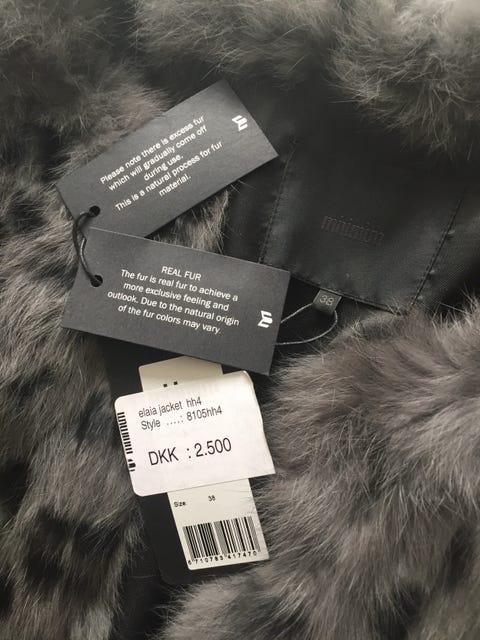 Please note there is excess fur
which will gradually come off
during use.
This is a natural process for fur
material.
minimum
38
REAL FUR
The fur is real fur to achieve a
more exclusive feeling and
outlook. Due to the natural origin
of the fur colors may vary.
elaia jacket hh4
Style ....: 8105hh4
DKK : 2.500
Size: 38
6710783417470